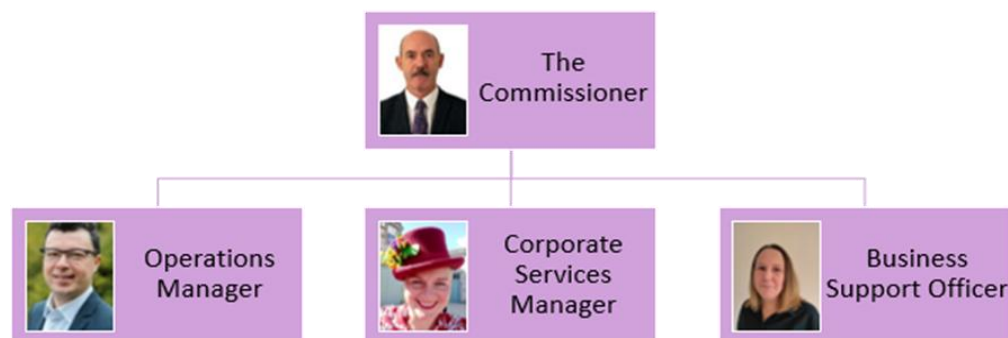 The
Commissioner
Operations
Manager
Corporate
Services
Manager
Business
Support Officer